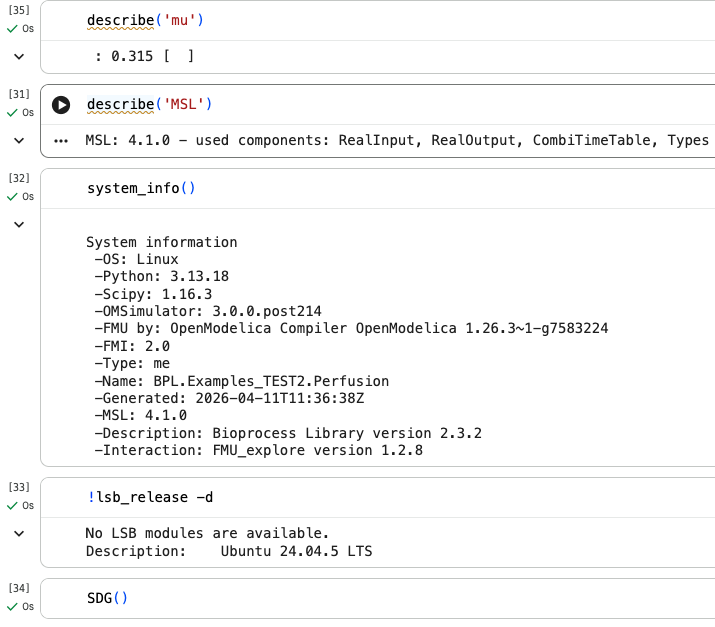 [35]
describe('mu')
0s
: 0.315 [  ]
[31]
describe('MSL')
0s
MSL: 4.1.0 – used components: RealInput, RealOutput, CombiTimeTable, Types
[32]
system_info()
0s
System information
-OS: Linux
-Python: 3.13.18
-Scipy: 1.16.3
-OMSimulator: 3.0.0.post214
-FMU by: OpenModelica Compiler OpenModelica 1.26.3~1-g7583224
-FMI: 2.0
-Type: me
-Name: BPL.Examples_TEST2.Perfusion
-Generated: 2026-04-11T11:36:38Z
-MSL: 4.1.0
-Description: Bioprocess Library version 2.3.2
-Interaction: FMU_explore version 1.2.8
[33]
!lsb_release -d
0s
No LSB modules are available.
Description:    Ubuntu 24.04.5 LTS
[34]
SDG()
0s